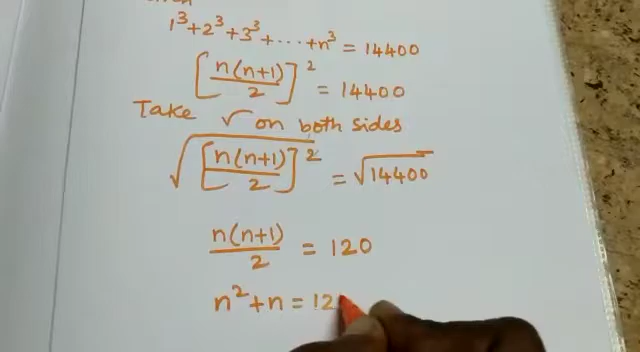 1³+2³+3³+⋯+n³ = 14400
[n(n+1)/2]² = 14400
Take √ on both sides
√[n(n+1)/2]² = √14400
n(n+1)/2 = 120
n²+n = 12